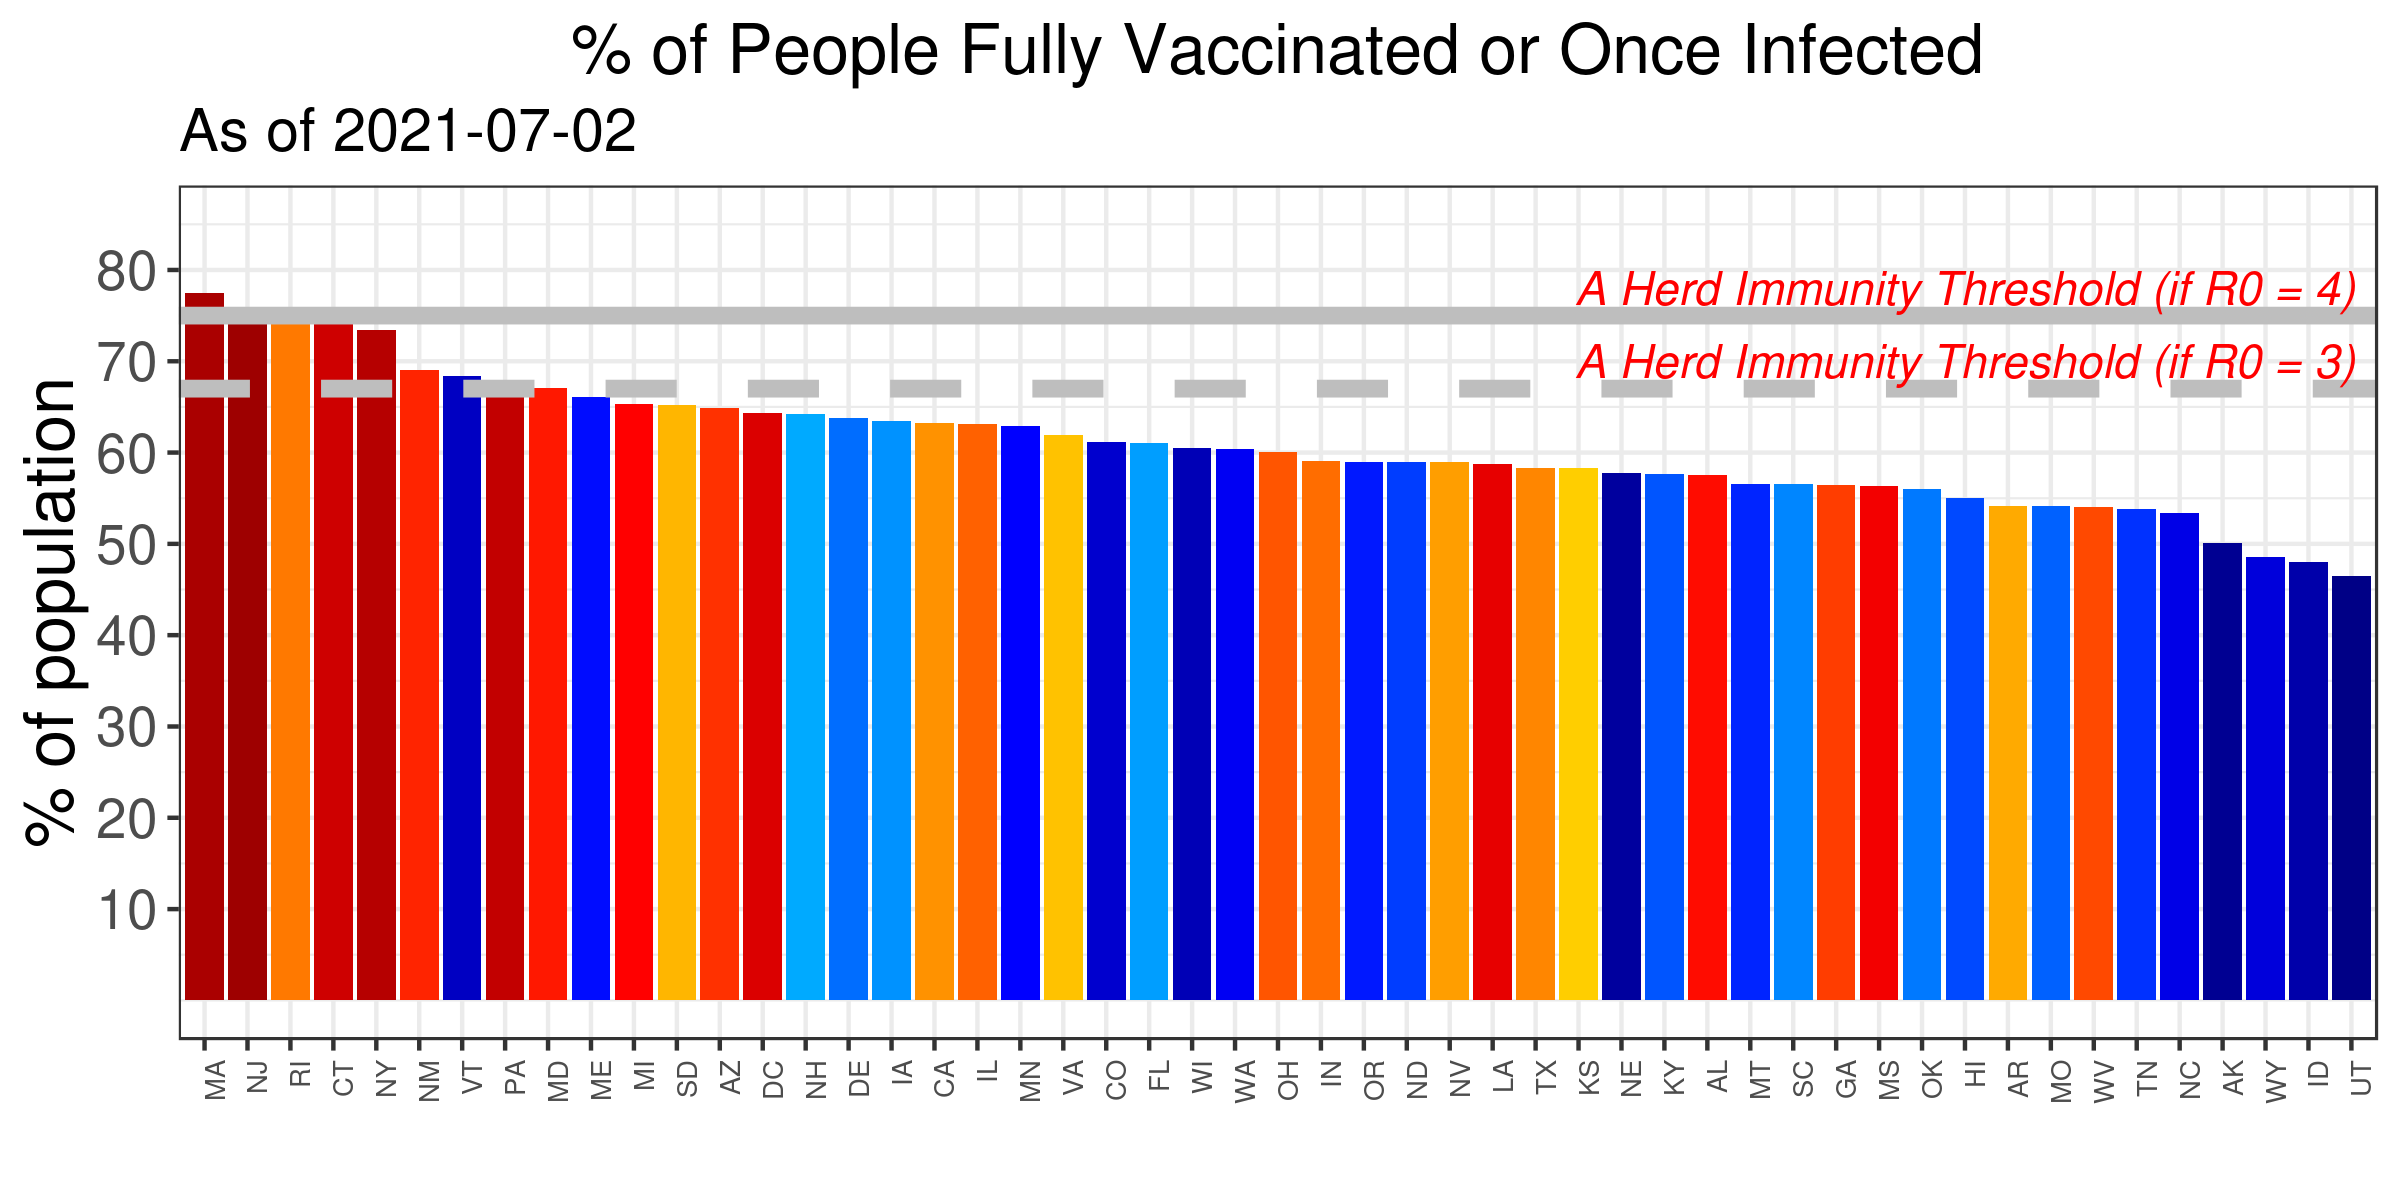 % of People Fully Vaccinated or Once Infected
As of 2021-07-02
% of population
80
70
60
50
40
30
20
10
A Herd Immunity Threshold (if R0 = 4)
A Herd Immunity Threshold (if R0 = 3)
MA NJ RI CT NY NM VT PA MD ME MI SD AZ DC NH DE IA CA IL MN VA CO FL WI WA OH IN OR ND NV LA TX KS NE KY AL MT SC GA MS OK HI AR MO WV TN NC AK WY ID UT